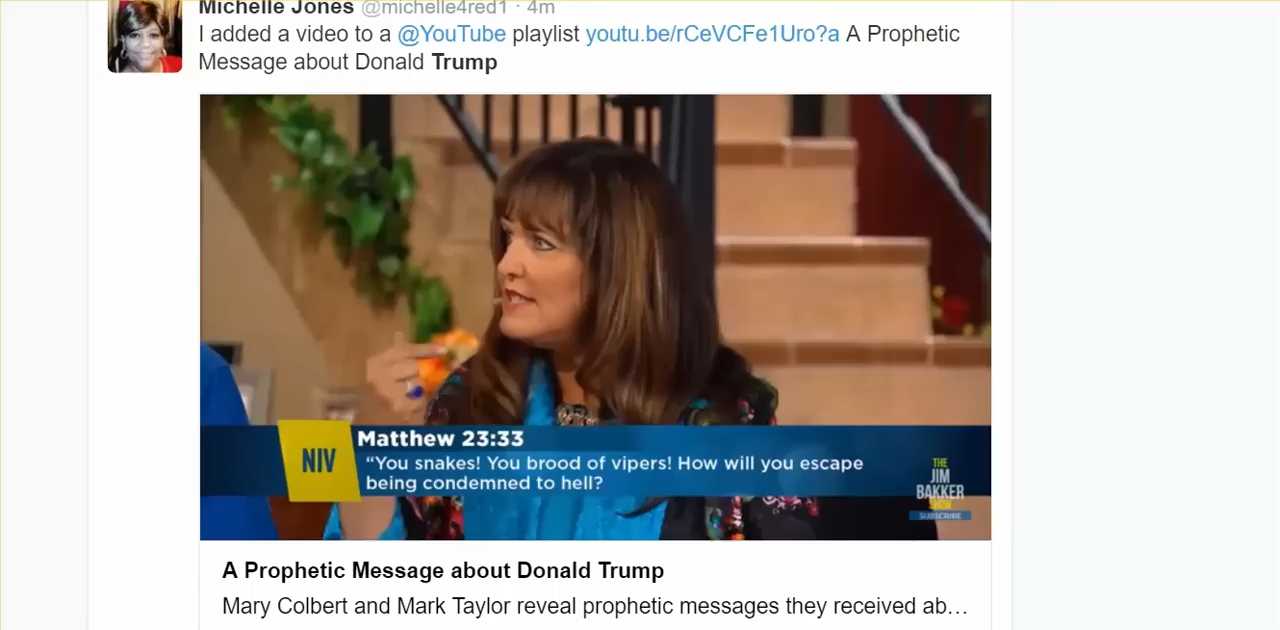 Michelle Jones @michelle4red1 · 4m
I added a video to a @YouTube playlist youtu.be/rCeVCFe1Uro?a A Prophetic
Message about Donald Trump
NIV
Matthew 23:33
“You snakes! You brood of vipers! How will you escape
being condemned to hell?
THE
JIM
BAKKER
SHOW
SUBSCRIBE
A Prophetic Message about Donald Trump
Mary Colbert and Mark Taylor reveal prophetic messages they received ab...